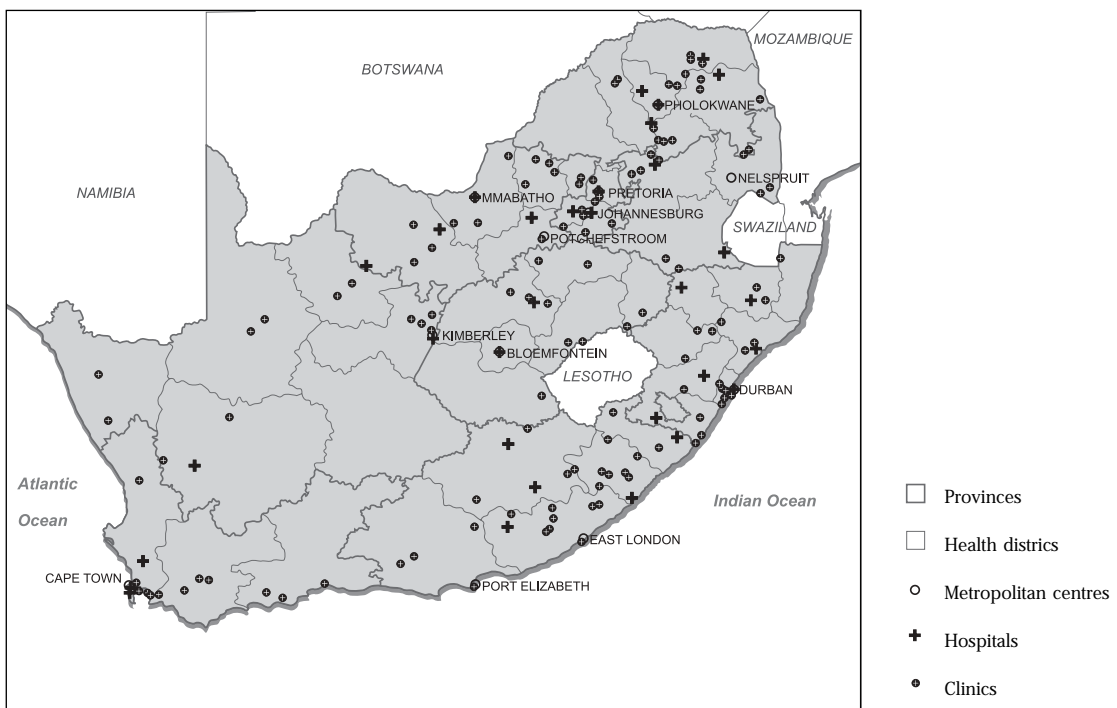 MOZAMBIQUE
BOTSWANA
PHOLOKWANE
NAMIBIA
NELSPRUIT
MMABATHO
PRETORIA
JOHANNESBURG
SWAZILAND
POTCHEFSTROOM
KIMBERLEY
BLOEMFONTEIN
LESOTHO
DURBAN
Atlantic
Ocean
Indian Ocean
EAST LONDON
CAPE TOWN
PORT ELIZABETH
Provinces
Health districs
Metropolitan centres
Hospitals
Clinics